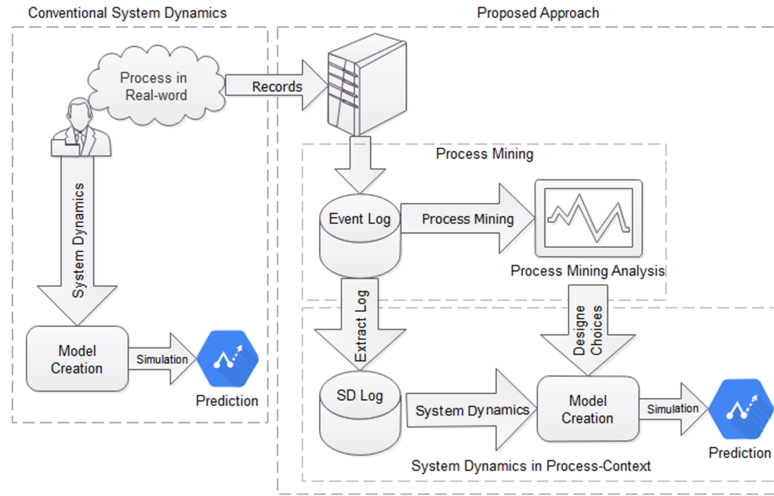 Conventional System Dynamics
Proposed Approach
Process in
Real-word
Records
Process Mining
System Dynamics
Event Log
Process Mining
Process Mining Analysis
Extract Log
Designe
Choices
Model
Creation
Simulation
Prediction
SD Log
System Dynamics
Model
Creation
Simulation
Prediction
System Dynamics in Process-Context